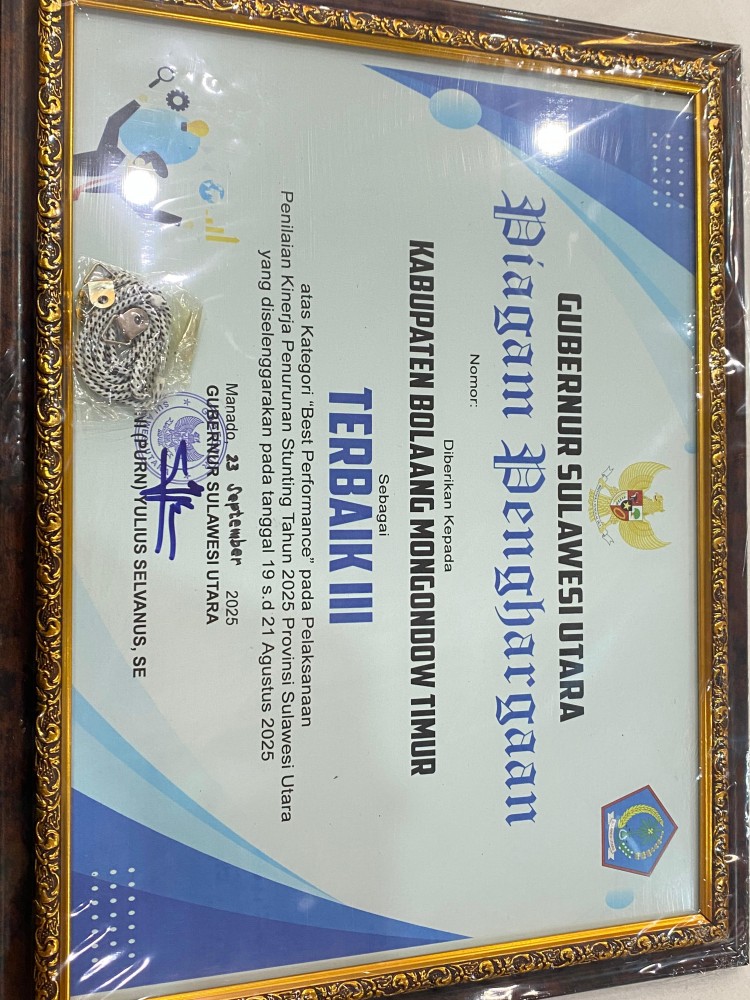 GUBERNUR SULAWESI UTARA
Piagam Penghargaan
Nomor:
Diberikan Kepada
KABUPATEN BOLAANG MONGONDOW TIMUR
Sebagai
TERBAIK III
atas Kategori "Best Performance" pada Pelaksanaan
Penilaian Kinerja Penurunan Stunting Tahun 2025 Provinsi Sulawesi Utara
yang diselenggarakan pada tanggal 19 s.d 21 Agustus 2025
Manado, 23 September 2025
GUBERNUR SULAWESI UTARA
(PURN) YULIUS SELVANUS, SE